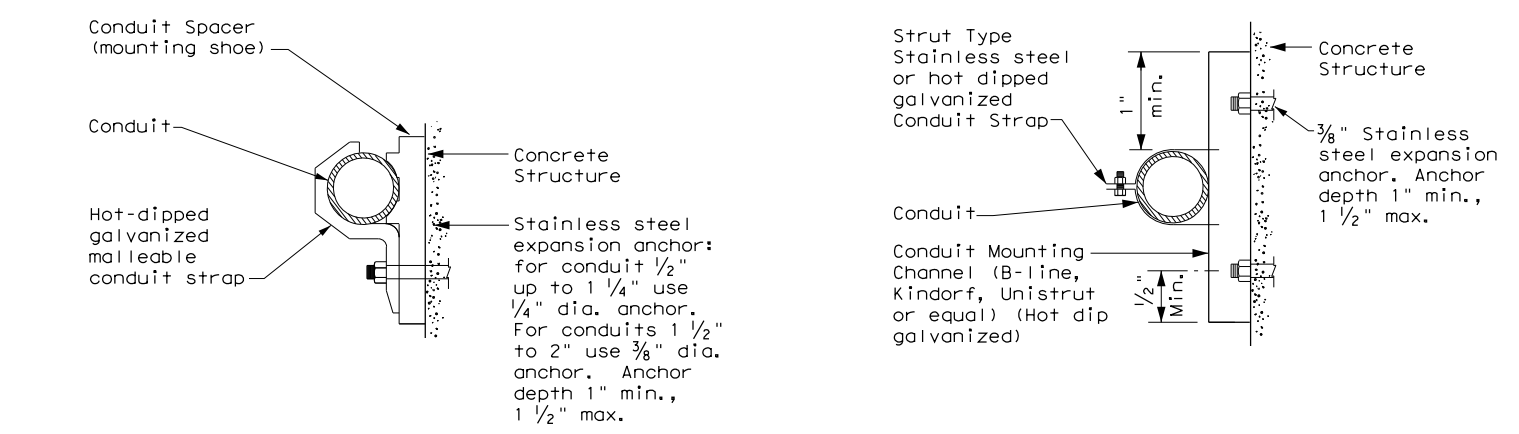 Conduit Spacer
(mounting shoe)
Conduit
Hot-dipped
galvanized
malleable
conduit strap
Concrete
Structure
Stainless steel
expansion anchor:
for conduit 1/2"
up to 1 1/4" use
1/4" dia. anchor.
For conduits 1 1/2"
to 2" use 3/8" dia.
anchor. Anchor
depth 1" min.,
1 1/2" max.
Strut Type
Stainless steel
or hot dipped
galvanized
Conduit Strap
Conduit
Conduit Mounting
Channel (B-line,
Kindorf, Unistrut
or equal) (Hot dip
galvanized)
1"
min.
1/2"
Min.
Concrete
Structure
3/8" Stainless
steel expansion
anchor. Anchor
depth 1" min.,
1 1/2" max.